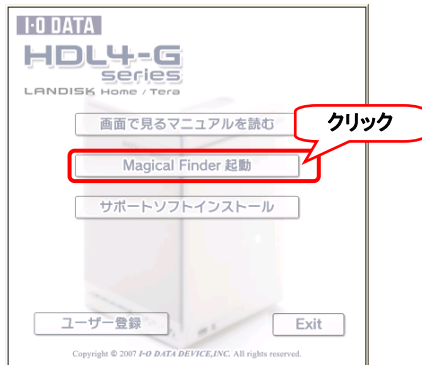 I·O DATA
HDL4-G
series
LANDISK Home / Tera
画面で見るマニュアルを読む
クリック
Magical Finder 起動
サポートソフトインストール
ユーザー登録
Exit
Copyright © 2007 I-O DATA DEVICE,INC. All rights reserved.